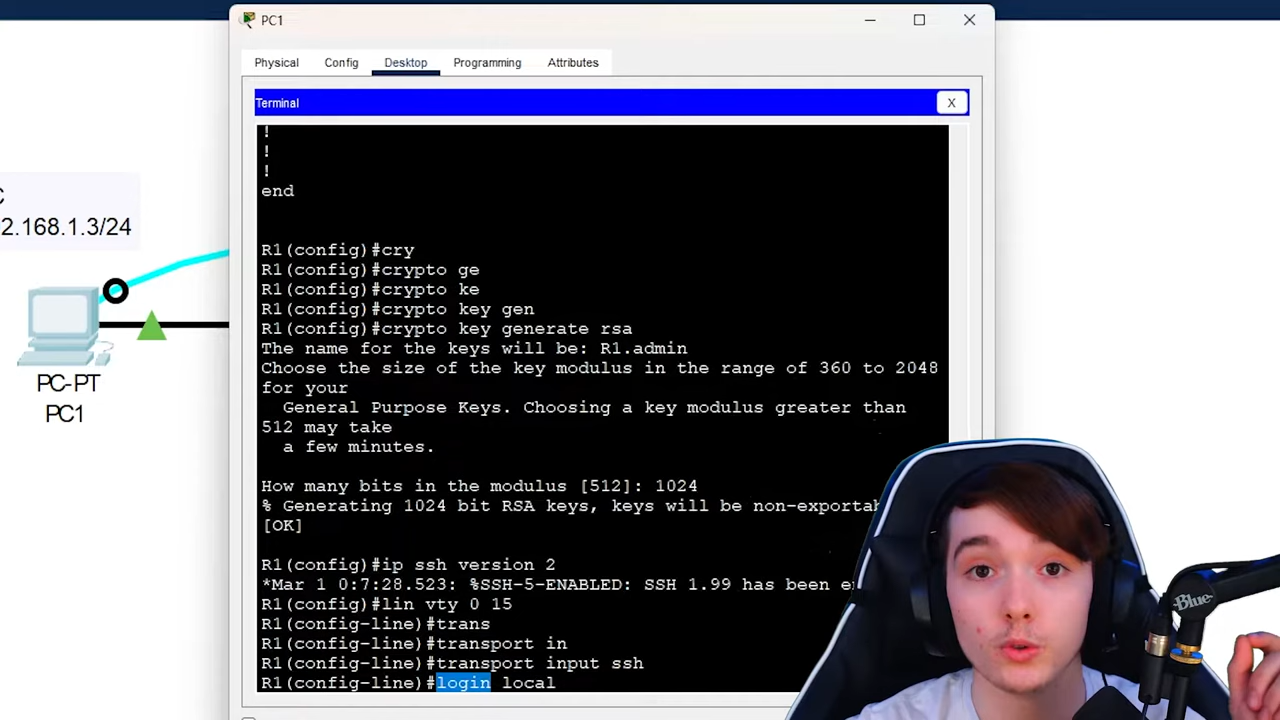 PC1
Physical
Config
Desktop
Programming
Attributes
Terminal
X
!
!
!
end
R1(config)#cry
R1(config)#crypto ge
R1(config)#crypto ke
R1(config)#crypto key gen
R1(config)#crypto key generate rsa
The name for the keys will be: R1.admin
Choose the size of the key modulus in the range of 360 to 2048
for your
General Purpose Keys. Choosing a key modulus greater than
512 may take
a few minutes.
How many bits in the modulus [512]: 1024
% Generating 1024 bit RSA keys, keys will be
[OK]
R1(config)#ip ssh version 2
*Mar 1 0:7:28.523: %SSH-5-ENABLED: SSH 1.99 has been
R1(config)#lin vty 0 15
R1(config-line)#trans
R1(config-line)#transport in
R1(config-line)#transport input ssh
R1(config-line)#login local
2.168.1.3/24
PC-PT
PC1
Blue